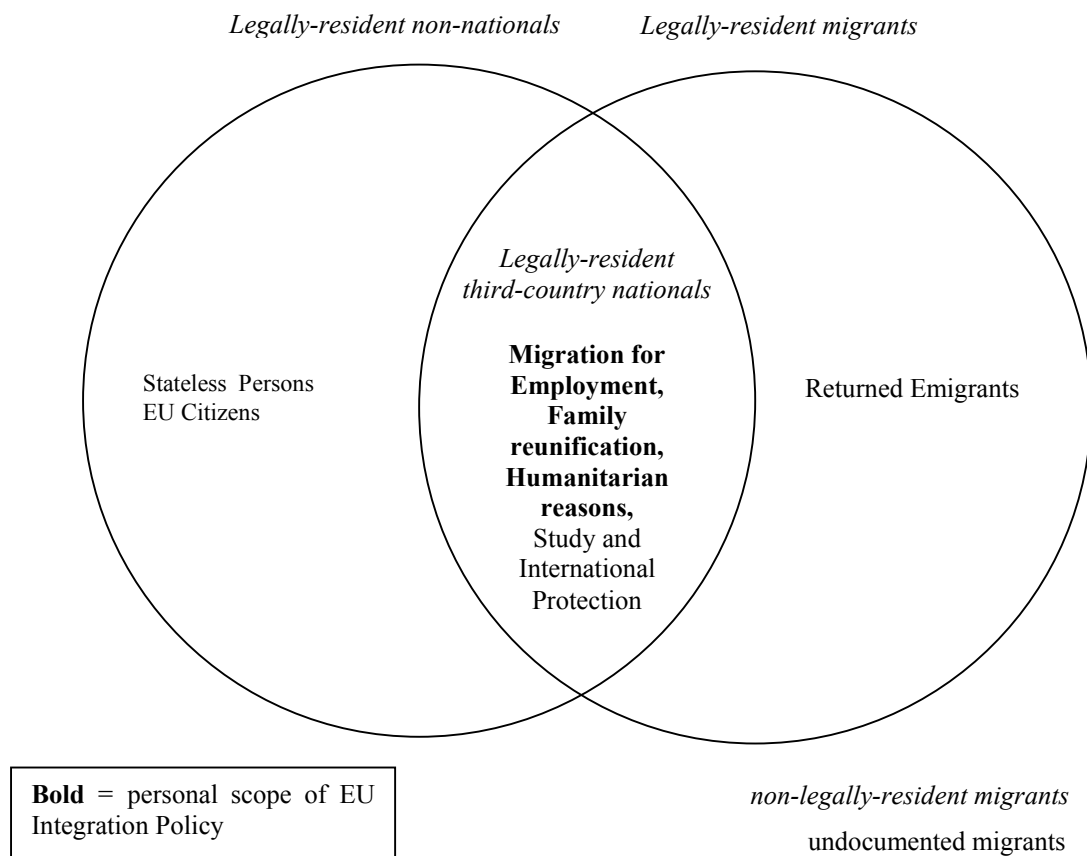 Legally-resident non-nationals
Legally-resident migrants
Legally-resident
third-country nationals
Migration for
Employment,
Family
reunification,
Humanitarian
reasons,
Study and
International
Protection
Stateless Persons
EU Citizens
Returned Emigrants
Bold = personal scope of EU
Integration Policy
non-legally-resident migrants
undocumented migrants